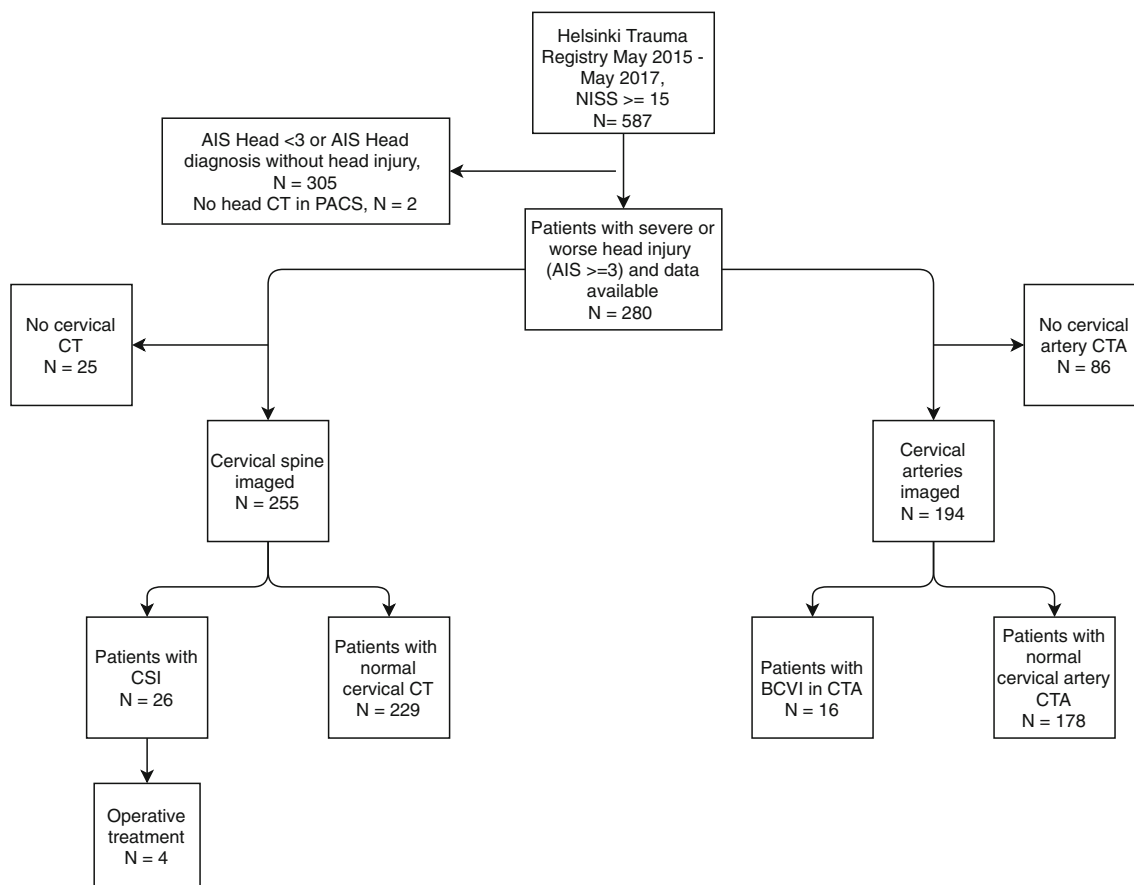 Helsinki Trauma
Registry May 2015 -
May 2017,
NISS >= 15
N= 587
AIS Head <3 or AIS Head
diagnosis without head injury,
N = 305
No head CT in PACS, N = 2
Patients with severe or
worse head injury
(AIS >=3) and data
available
N = 280
No cervical
CT
N = 25
No cervical
artery CTA
N = 86
Cervical spine
imaged
N = 255
Cervical
arteries
imaged
N = 194
Patients with
CSI
N = 26
Patients with
normal
cervical CT
N = 229
Patients with
BCVI in CTA
N = 16
Patients with
normal
cervical artery
CTA
N = 178
Operative
treatment
N = 4